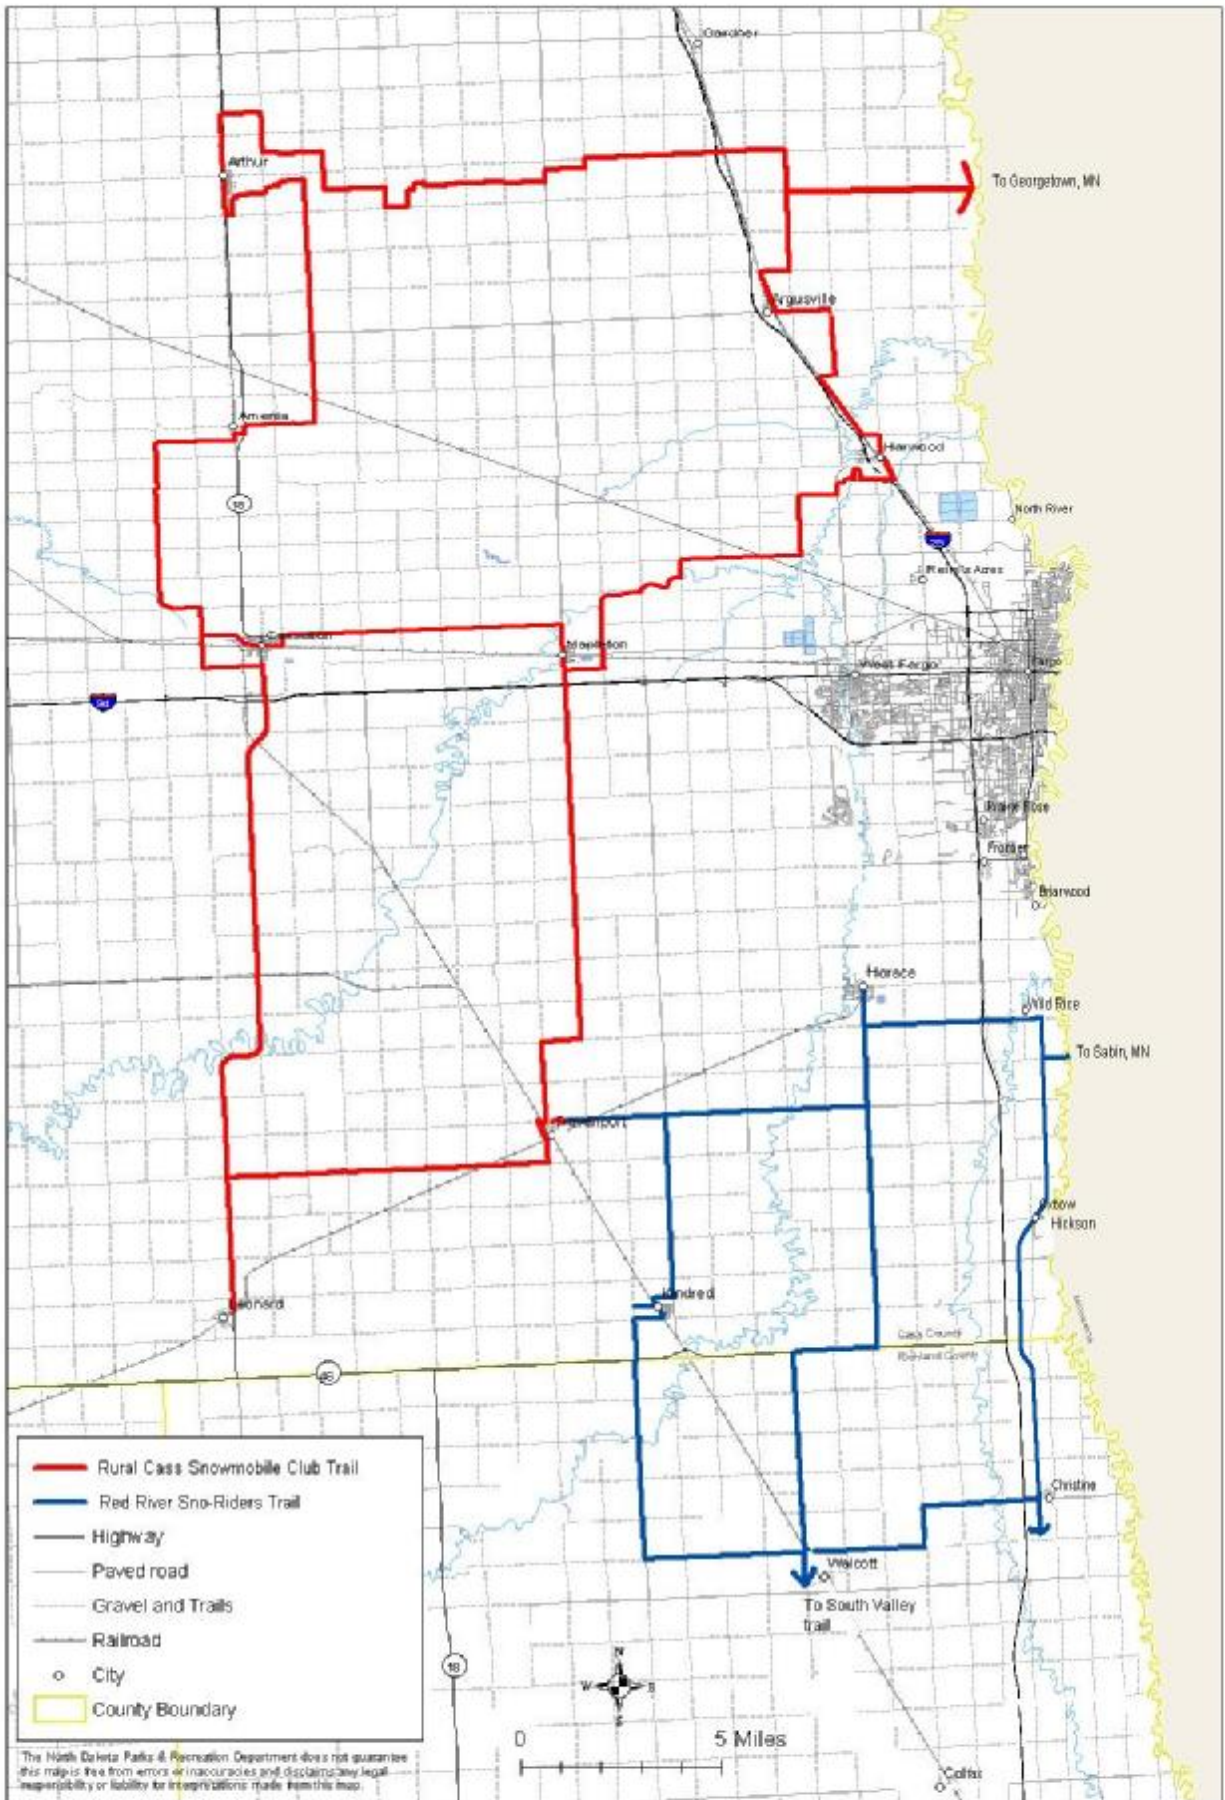 Gardner
Arthur
To Georgetown, MN
Argusville
Amenia
Harwood
18
North River
Reile's Acres
Casselton
Mapleton
West Fargo
Fargo
94
Prairie Rose
Frontier
Briarwood
Horace
Wild Rice
To Sabin, MN
Davenport
Oxbow
Hickson
Leonard
Kindred
Minnesota
Cass County
Richland County
46
Rural Cass Snowmobile Club Trail
Red River Sno-Riders Trail
Highway
Paved road
Gravel and Trails
Railroad
City
County Boundary
Christine
Walcott
To South Valley
trail
18
N
W
E
S
0 5 Miles
Colfax
The North Dakota Parks & Recreation Department does not guarantee
this map is free from errors or inaccuracies and disclaims any legal
responsibility or liability for interpretations made from this map.